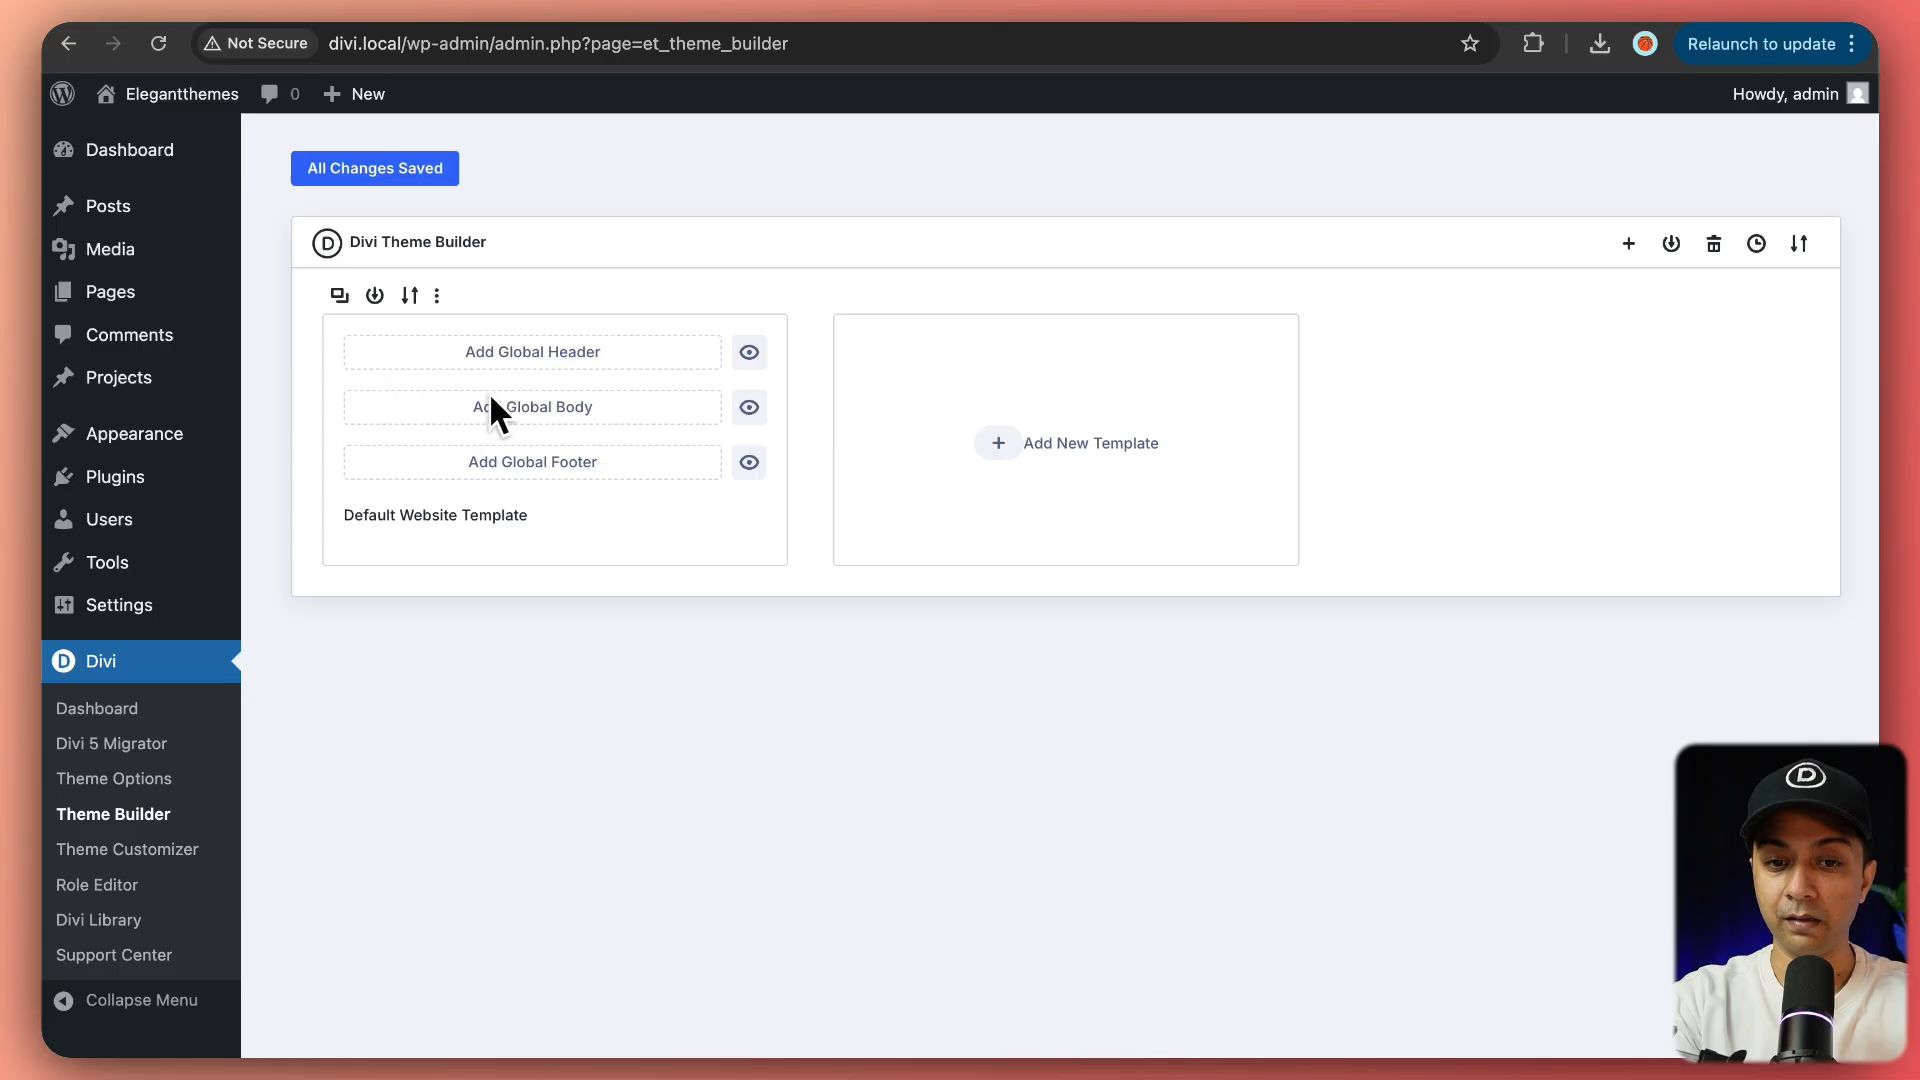 Not Secure
divi.local/wp-admin/admin.php?page=et_theme_builder
Relaunch to update
Elegantthemes
0
New
Howdy, admin
Dashboard
Posts
Media
Pages
Comments
Projects
Appearance
Plugins
Users
Tools
Settings
D
Divi
Dashboard
Divi 5 Migrator
Theme Options
Theme Builder
Theme Customizer
Role Editor
Divi Library
Support Center
Collapse Menu
All Changes Saved
D
Divi Theme Builder
Add Global Header
Add Global Body
Add Global Footer
Default Website Template
Add New Template
D